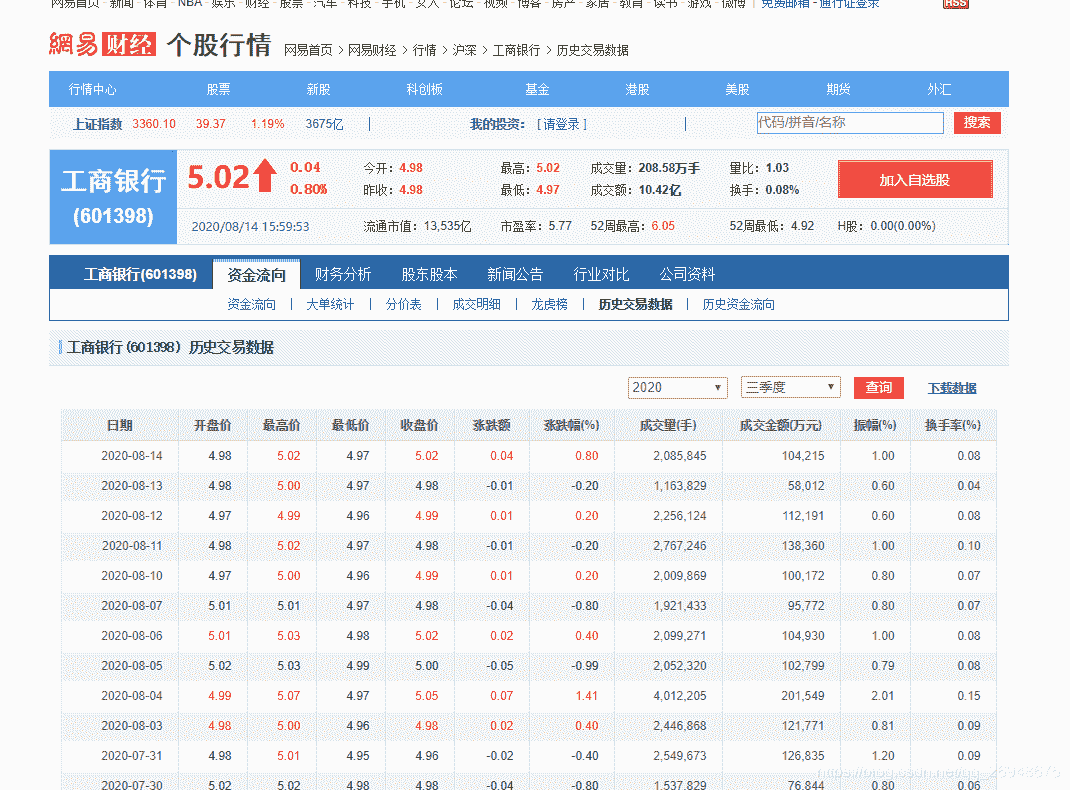 网易首页 - 新闻 - 体育 - NBA - 娱乐 - 财经 - 股票 - 汽车 - 科技 - 手机 - 女人 - 论坛 - 视频 - 博客 - 房产 - 家居 - 教育 - 读书 - 游戏 - 微博 | 免费邮箱 - 通行证登录 RSS
網易 财经 个股行情 网易首页 > 网易财经 > 行情 > 沪深 > 工商银行 > 历史交易数据
行情中心 股票 新股 科创板 基金 港股 美股 期货 外汇
上证指数 3360.10 39.37 1.19% 3675亿 | 我的投资： [ 请登录 ] | 代码/拼音/名称 搜索
工商银行 5.02 0.04 今开：4.98 最高：5.02 成交量：208.58万手 量比：1.03 加入自选股
(601398) 0.80% 昨收：4.98 最低：4.97 成交额：10.42亿 换手：0.08%
2020/08/14 15:59:53 流通市值：13,535亿 市盈率：5.77 52周最高：6.05 52周最低：4.92 H股：0.00(0.00%)
工商银行(601398) 资金流向 财务分析 股东股本 新闻公告 行业对比 公司资料
资金流向 | 大单统计 | 分价表 | 成交明细 | 龙虎榜 | 历史交易数据 | 历史资金流向
工商银行 (601398) 历史交易数据
2020 三季度 查询 下载数据
日期 开盘价 最高价 最低价 收盘价 涨跌额 涨跌幅(%) 成交量(手) 成交金额(万元) 振幅(%) 换手率(%)
2020-08-14 4.98 5.02 4.97 5.02 0.04 0.80 2,085,845 104,215 1.00 0.08
2020-08-13 4.98 5.00 4.97 4.98 -0.01 -0.20 1,163,829 58,012 0.60 0.04
2020-08-12 4.97 4.99 4.96 4.99 0.01 0.20 2,256,124 112,191 0.60 0.08
2020-08-11 4.98 5.02 4.97 4.98 -0.01 -0.20 2,767,246 138,360 1.00 0.10
2020-08-10 4.97 5.00 4.96 4.99 0.01 0.20 2,009,869 100,172 0.80 0.07
2020-08-07 5.01 5.01 4.97 4.98 -0.04 -0.80 1,921,433 95,772 0.80 0.07
2020-08-06 5.01 5.03 4.98 5.02 0.02 0.40 2,099,271 104,930 1.00 0.08
2020-08-05 5.02 5.03 4.99 5.00 -0.05 -0.99 2,052,320 102,799 0.79 0.08
2020-08-04 4.99 5.07 4.97 5.05 0.07 1.41 4,012,205 201,549 2.01 0.15
2020-08-03 4.98 5.00 4.96 4.98 0.02 0.40 2,446,868 121,771 0.81 0.09
2020-07-31 4.98 5.01 4.95 4.96 -0.02 -0.40 2,549,673 126,835 1.20 0.09
2020-07-30 5.02 5.02 4.98 4.98 -0.04 -0.80 1,537,829 76,844 0.80 0.06